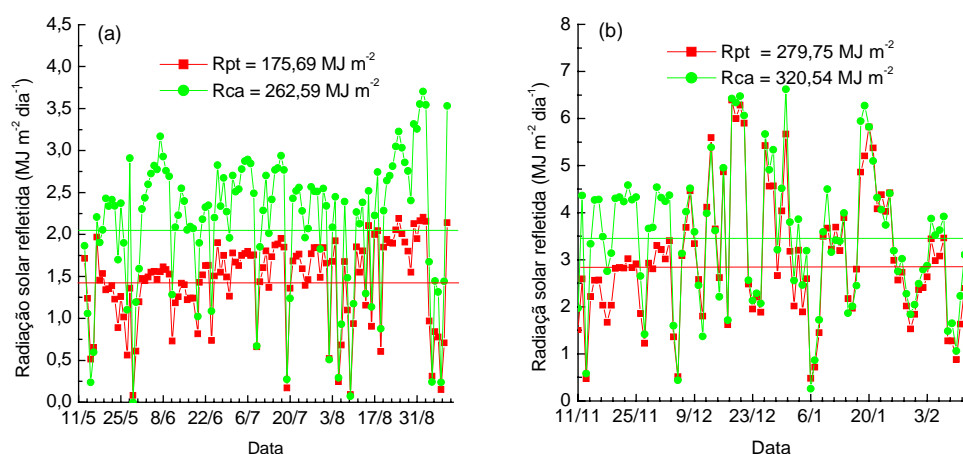 (a)
Rpt = 175,69 MJ m⁻²
Rca = 262,59 MJ m⁻²
Radiação solar refletida (MJ m⁻² dia⁻¹)
4,5
4,0
3,5
3,0
2,5
2,0
1,5
1,0
0,5
0,0
11/5 25/5 8/6 22/6 6/7 20/7 3/8 17/8 31/8
Data
(b)
Rpt = 279,75 MJ m⁻²
Rca = 320,54 MJ m⁻²
Radiaçã solar refletida (MJ m⁻² dia⁻¹)
8
7
6
5
4
3
2
1
0
11/11 25/11 9/12 23/12 6/1 20/1 3/2
Data